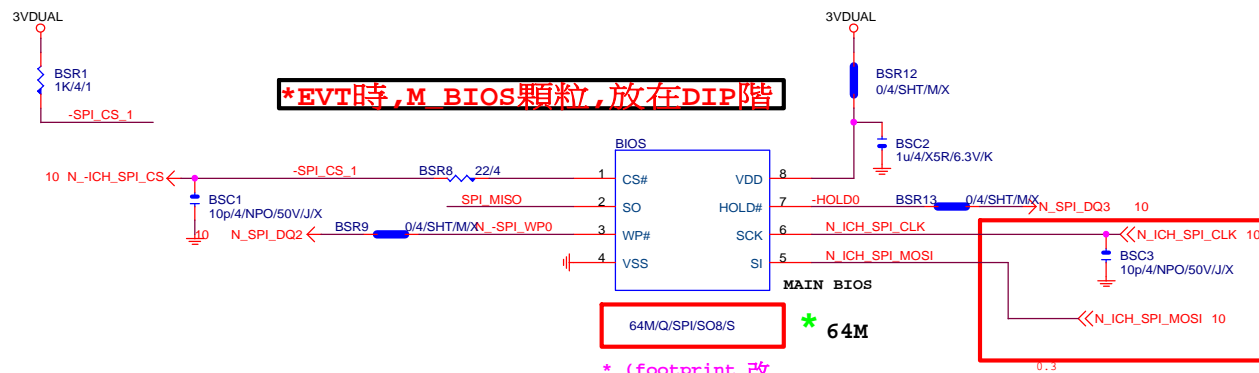 3VDUAL
BSR1
1K/4/1
-SPI_CS_1
*EVT時,M_BIOS顆粒,放在DIP階
3VDUAL
BSR12
0/4/SHT/M/X
BSC2
1u/4/X5R/6.3V/K
BIOS
10 N_-ICH_SPI_CS
-SPI_CS_1
BSR8 22/4
1 CS#
VDD 8
BSC1
10p/4/NPO/50V/J/X
SPI_MISO
2 SO
HOLD# 7
-HOLD0
BSR13 0/4/SHT/M/X
N_SPI_DQ3 10
10 N_SPI_DQ2
BSR9 0/4/SHT/M/X
N_-SPI_WP0
3 WP#
SCK 6
N_ICH_SPI_CLK
N_ICH_SPI_CLK 10
4 VSS
SI 5
N_ICH_SPI_MOSI
BSC3
10p/4/NPO/50V/J/X
MAIN BIOS
64M/Q/SPI/SO8/S
* 64M
N_ICH_SPI_MOSI 10
* (footprint 改
0.3